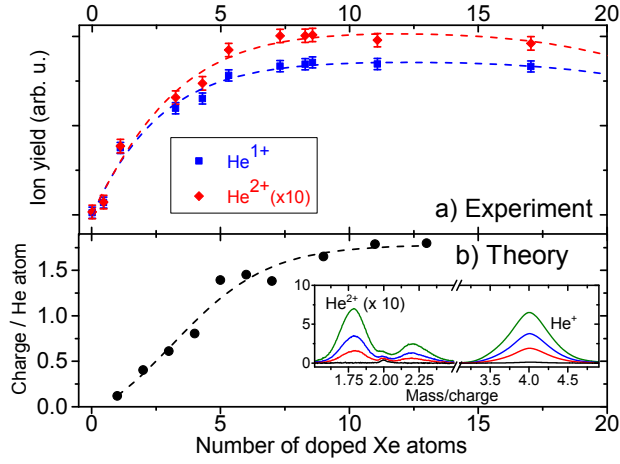 0 5 10 15 20
Ion yield (arb. u.)
He1+
He2+(x10)
a) Experiment
b) Theory
Charge / He atom
1.5
1.0
0.5
0.0
10
5
0
He2+ (x 10)
He+
1.75 2.00 2.25 3.5 4.0 4.5
Mass/charge
0 5 10 15 20
Number of doped Xe atoms